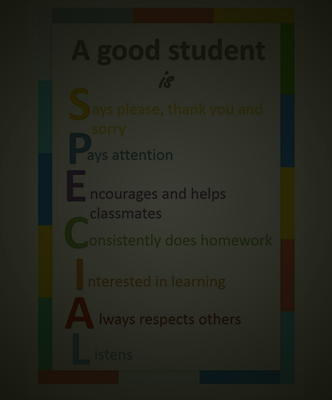 A good student
is
Says please, thank you and
sorry
Pays attention
Encourages and helps
classmates
Consistently does homework
Interested in learning
Always respects others
Listens